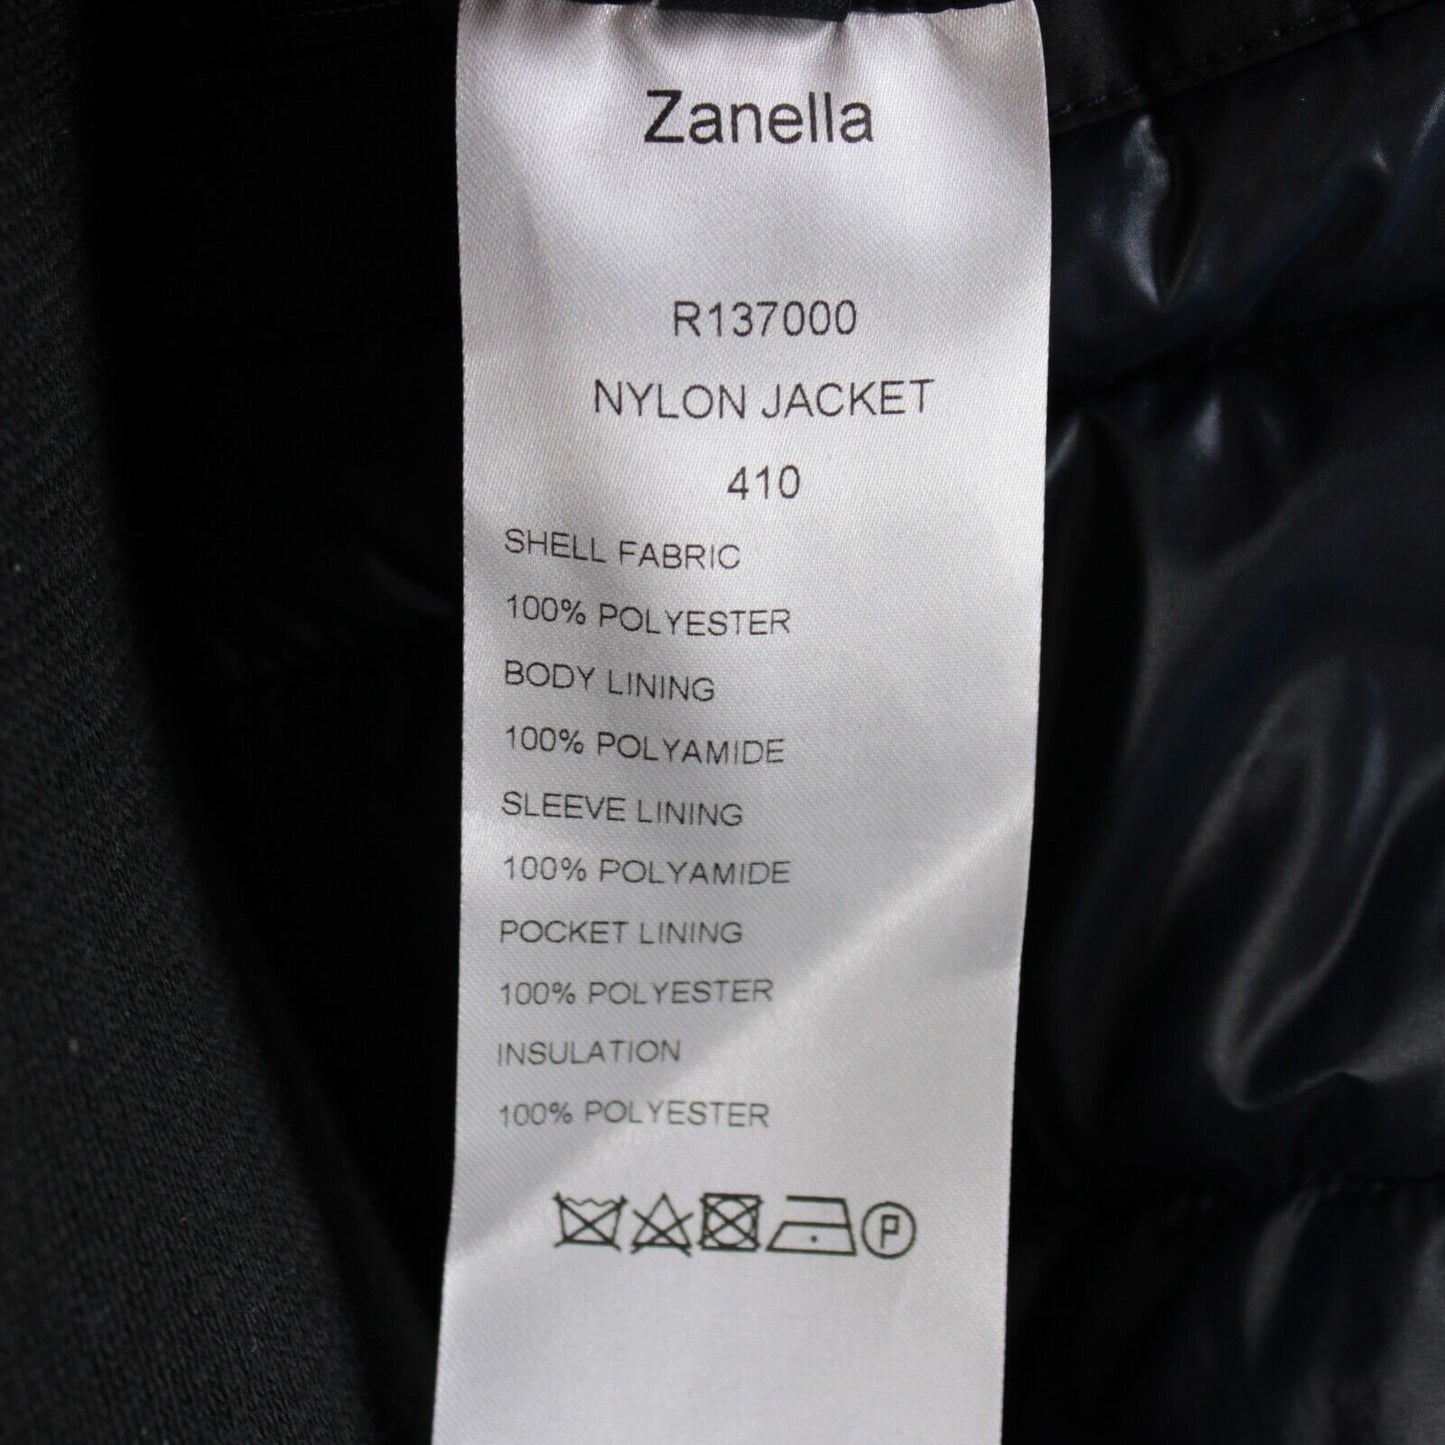 Zanella
R137000
NYLON JACKET
410
SHELL FABRIC
100% POLYESTER
BODY LINING
100% POLYAMIDE
SLEEVE LINING
100% POLYAMIDE
POCKET LINING
100% POLYESTER
INSULATION
100% POLYESTER
P